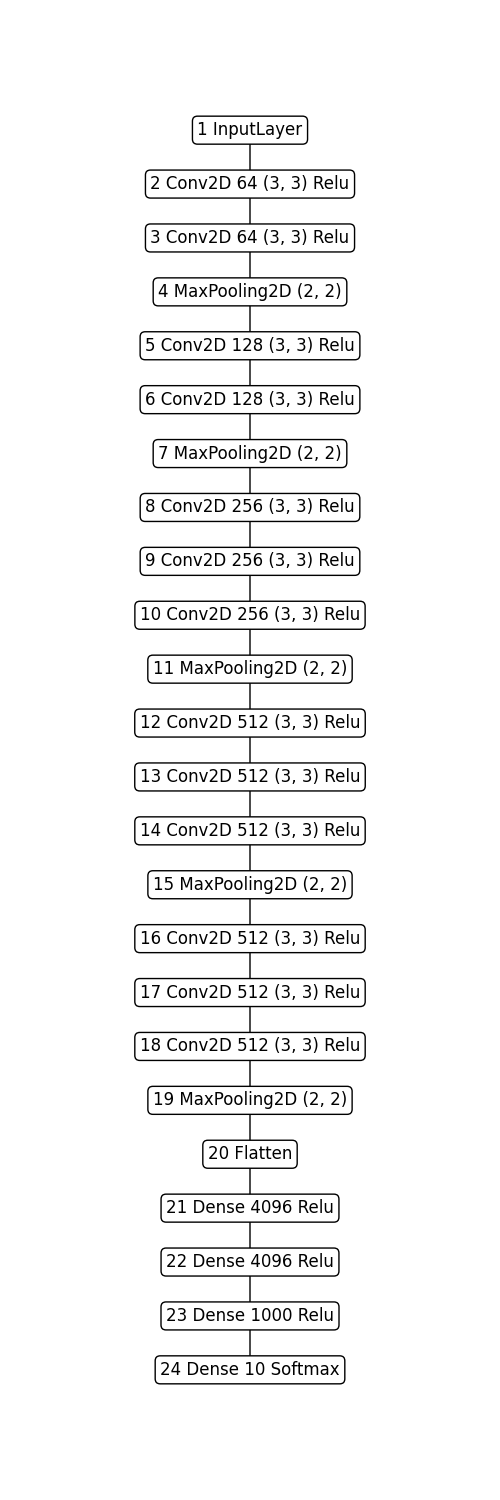 1 InputLayer
2 Conv2D 64 (3, 3) Relu
3 Conv2D 64 (3, 3) Relu
4 MaxPooling2D (2, 2)
5 Conv2D 128 (3, 3) Relu
6 Conv2D 128 (3, 3) Relu
7 MaxPooling2D (2, 2)
8 Conv2D 256 (3, 3) Relu
9 Conv2D 256 (3, 3) Relu
10 Conv2D 256 (3, 3) Relu
11 MaxPooling2D (2, 2)
12 Conv2D 512 (3, 3) Relu
13 Conv2D 512 (3, 3) Relu
14 Conv2D 512 (3, 3) Relu
15 MaxPooling2D (2, 2)
16 Conv2D 512 (3, 3) Relu
17 Conv2D 512 (3, 3) Relu
18 Conv2D 512 (3, 3) Relu
19 MaxPooling2D (2, 2)
20 Flatten
21 Dense 4096 Relu
22 Dense 4096 Relu
23 Dense 1000 Relu
24 Dense 10 Softmax